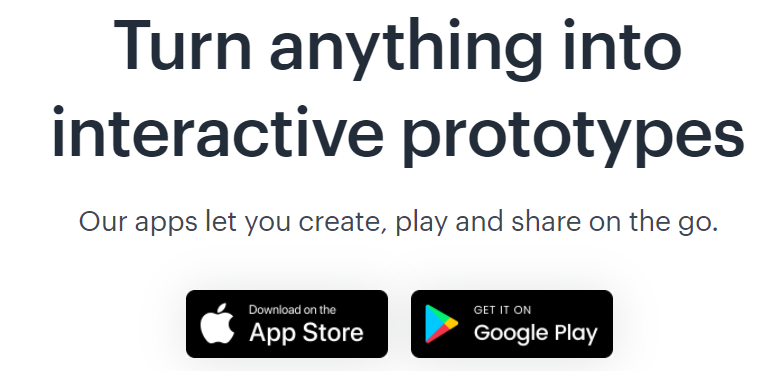 Turn anything into
interactive prototypes
Our apps let you create, play and share on the go.
Download on the
App Store
GET IT ON
Google Play